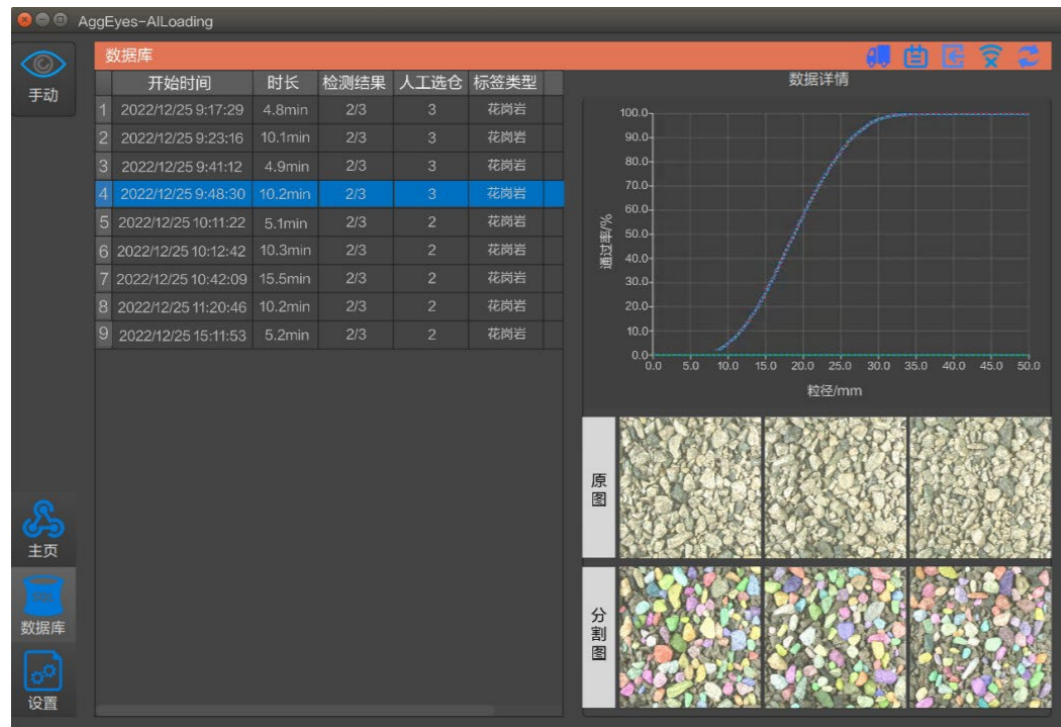 AggEyes-AILoading
手动
数据库
开始时间 时长 检测结果 人工选仓 标签类型
1 2022/12/25 9:17:29 4.8min 2/3 3 花岗岩
2 2022/12/25 9:23:16 10.1min 2/3 3 花岗岩
3 2022/12/25 9:41:12 4.9min 2/3 3 花岗岩
4 2022/12/25 9:48:30 10.2min 2/3 3 花岗岩
5 2022/12/25 10:11:22 5.1min 2/3 2 花岗岩
6 2022/12/25 10:12:42 10.3min 2/3 2 花岗岩
7 2022/12/25 10:42:09 15.5min 2/3 2 花岗岩
8 2022/12/25 11:20:46 10.2min 2/3 2 花岗岩
9 2022/12/25 15:11:53 5.2min 2/3 2 花岗岩
主页
数据库
设置
数据详情
通过率/%
100.0
90.0
80.0
70.0
60.0
50.0
40.0
30.0
20.0
10.0
0.0
0.0 5.0 10.0 15.0 20.0 25.0 30.0 35.0 40.0 45.0 50.0
粒径/mm
原图
分割图